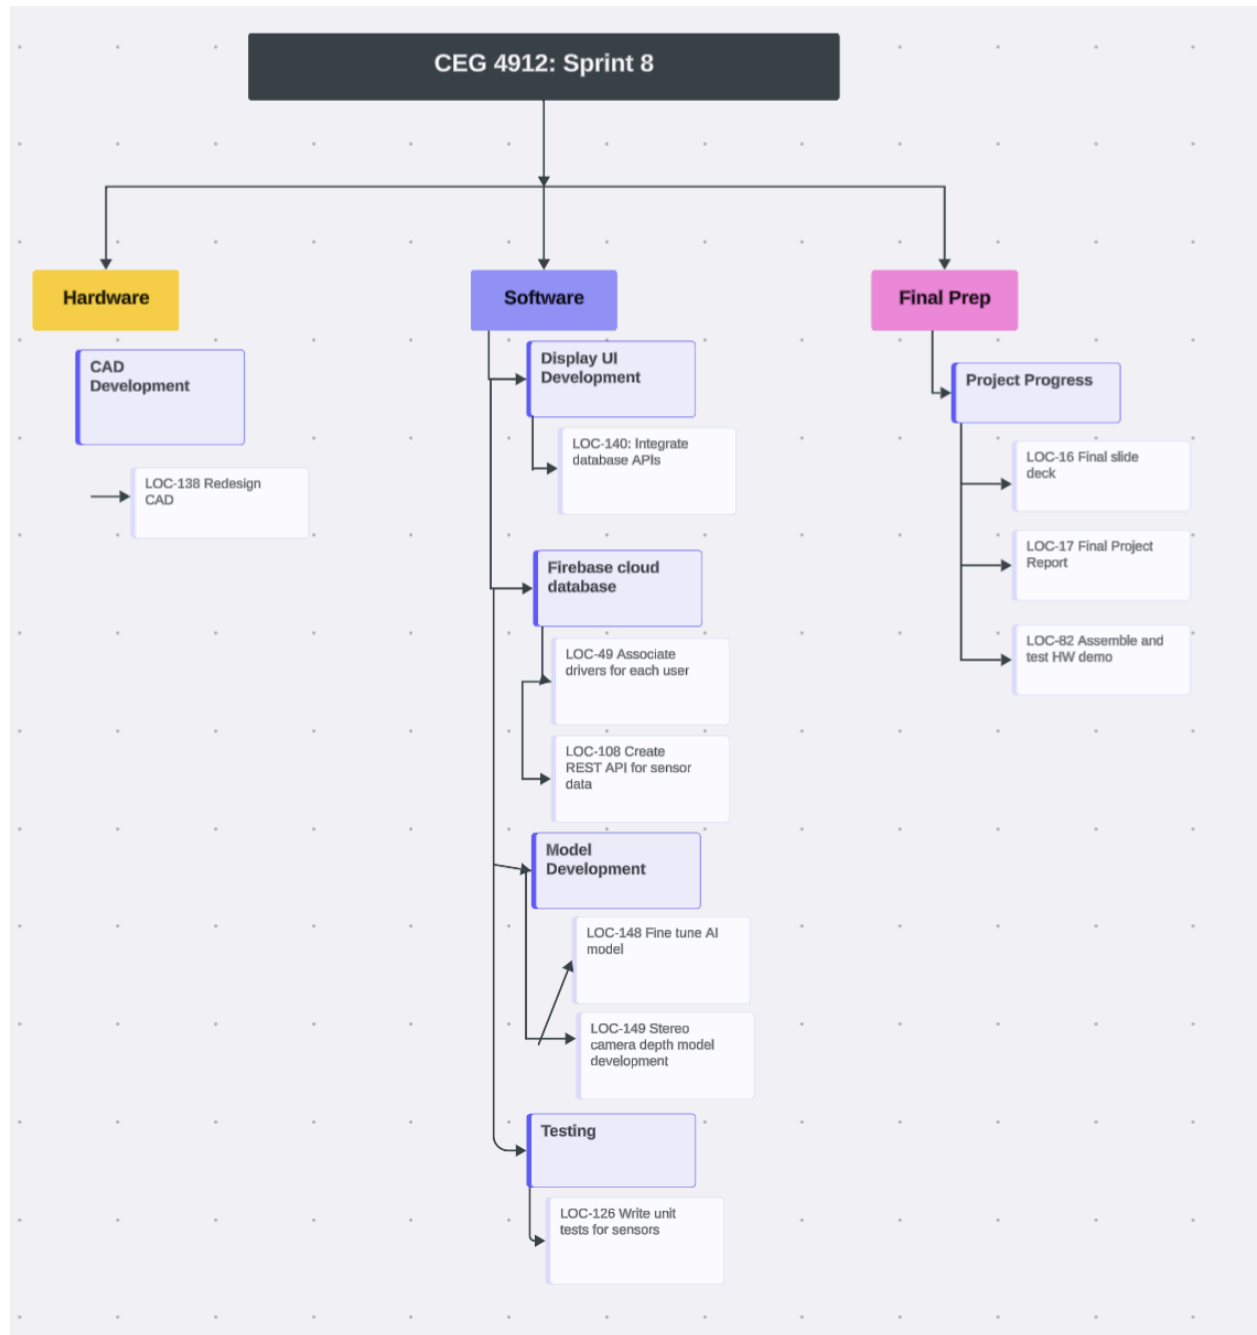 CEG 4912: Sprint 8
Hardware
CAD
Development
LOC-138 Redesign
CAD
Software
Display UI
Development
LOC-140: Integrate
database APIs
Firebase cloud
database
LOC-49 Associate
drivers for each user
LOC-108 Create
REST API for sensor
data
Model
Development
LOC-148 Fine tune AI
model
LOC-149 Stereo
camera depth model
development
Testing
LOC-126 Write unit
tests for sensors
Final Prep
Project Progress
LOC-16 Final slide
deck
LOC-17 Final Project
Report
LOC-82 Assemble and
test HW demo